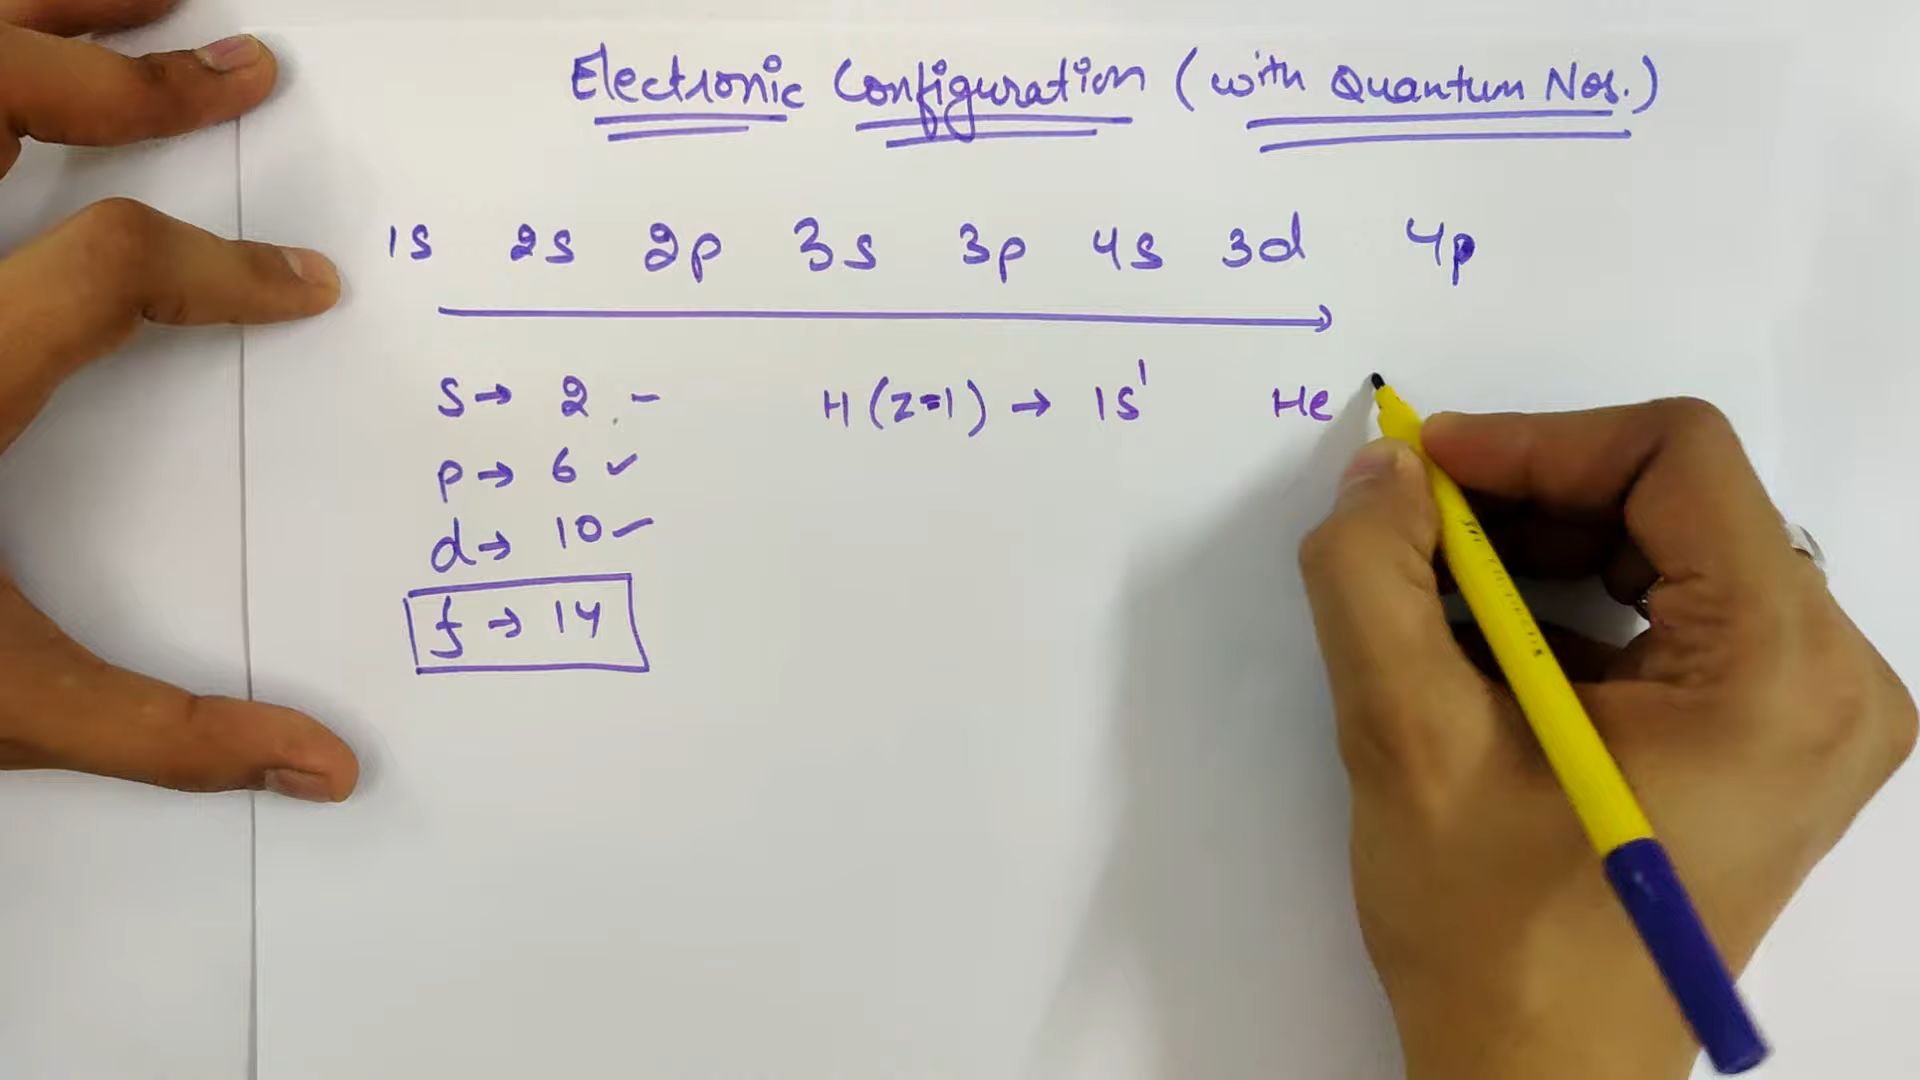 Electronic Configuration (with Quantum Nos.)
1s 2s 2p 3s 3p 4s 3d 4p
s → 2 H (z=1) → 1s¹ He
p → 6 ✓
d → 10
f → 14